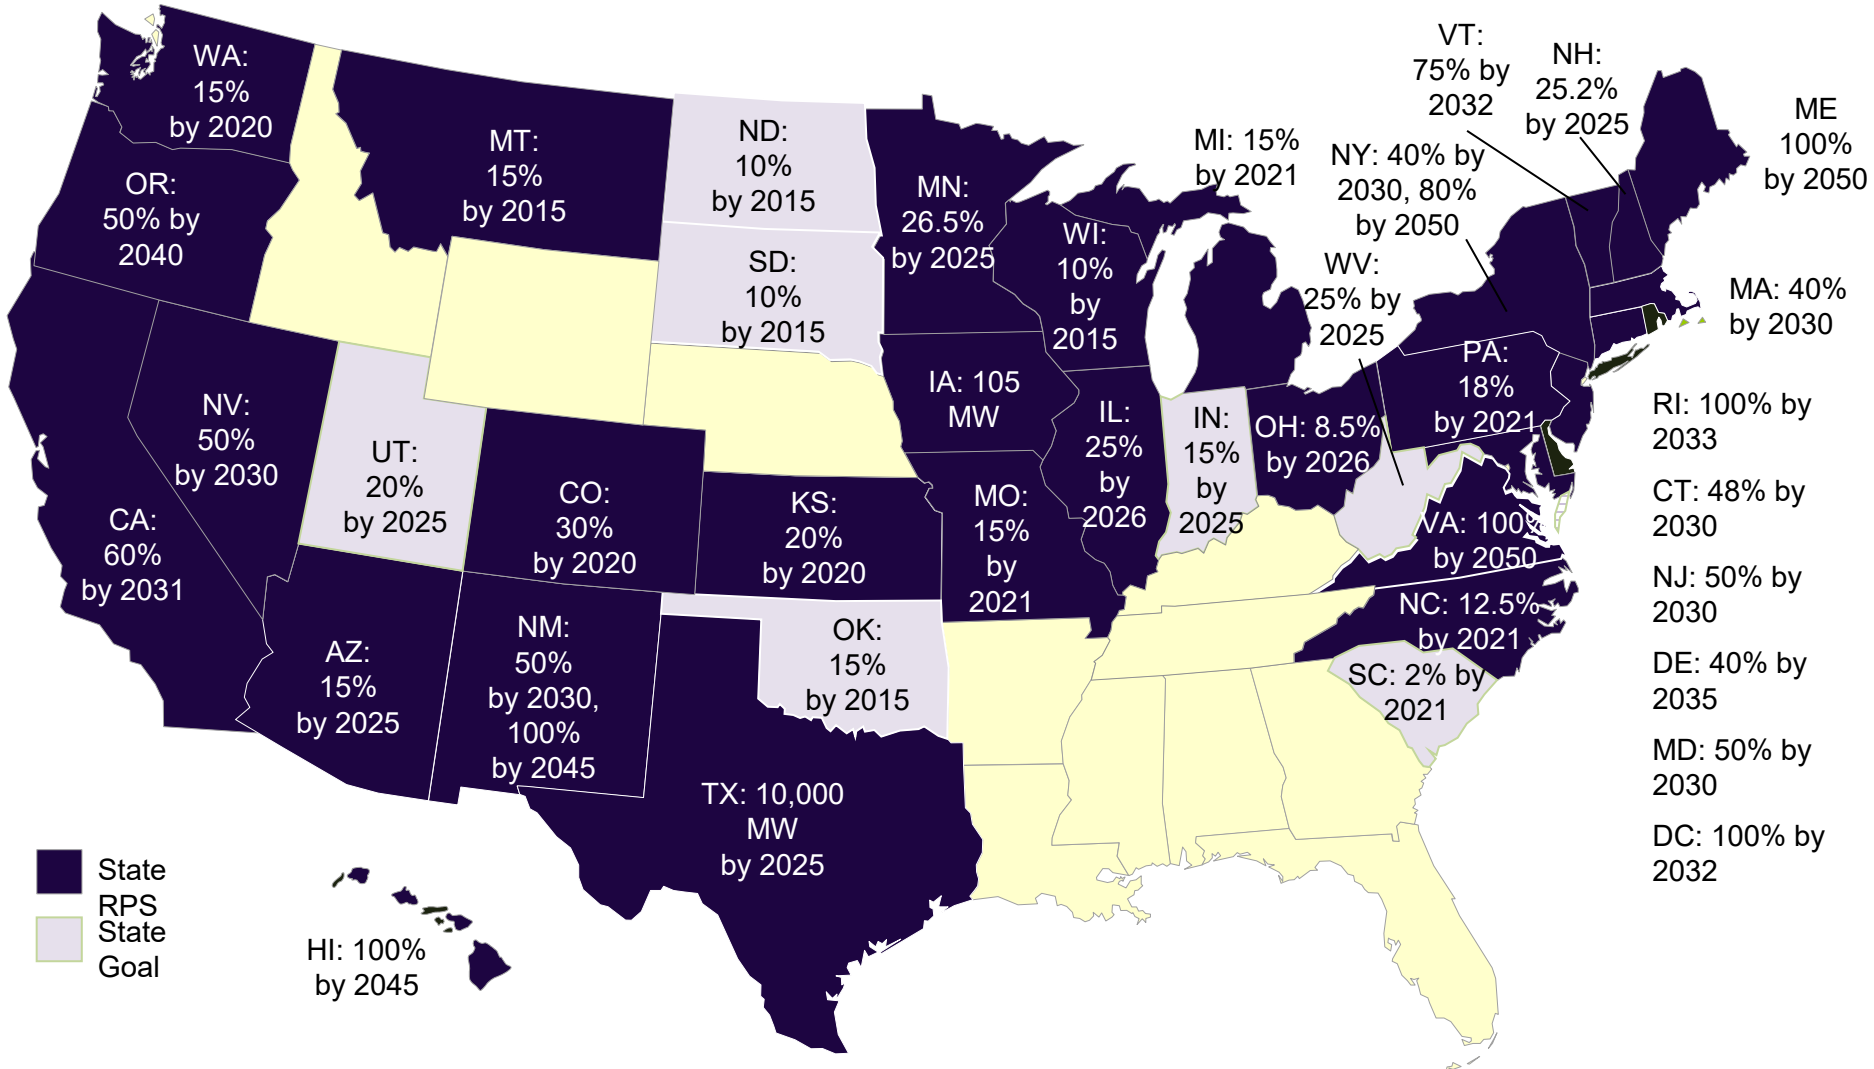 WA:
15%
by 2020
OR:
50% by
2040
MT:
15%
by 2015
ND:
10%
by 2015
SD:
10%
by 2015
MN:
26.5%
by 2025
WI:
10%
by
2015
MI: 15%
by 2021
VT:
75% by
2032
NH:
25.2%
by 2025
ME
100%
by 2050
NY: 40% by
2030, 80%
by 2050
WV:
25% by
2025
MA: 40%
by 2030
PA:
18%
by 2021
NV:
50%
by 2030
UT:
20%
by 2025
CA:
60%
by 2031
CO:
30%
by 2020
KS:
20%
by 2020
IA: 105
MW
IL:
25%
by
2026
IN:
15%
by
2025
OH: 8.5%
by 2026
MO:
15%
by
2021
VA: 100%
by 2050
NC: 12.5%
by 2021
SC: 2% by
2021
AZ:
15%
by 2025
NM:
50%
by 2030,
100%
by 2045
OK:
15%
by 2015
TX: 10,000
MW
by 2025
RI: 100% by
2033
CT: 48% by
2030
NJ: 50% by
2030
DE: 40% by
2035
MD: 50% by
2030
DC: 100% by
2032
HI: 100%
by 2045
State
RPS
State
Goal